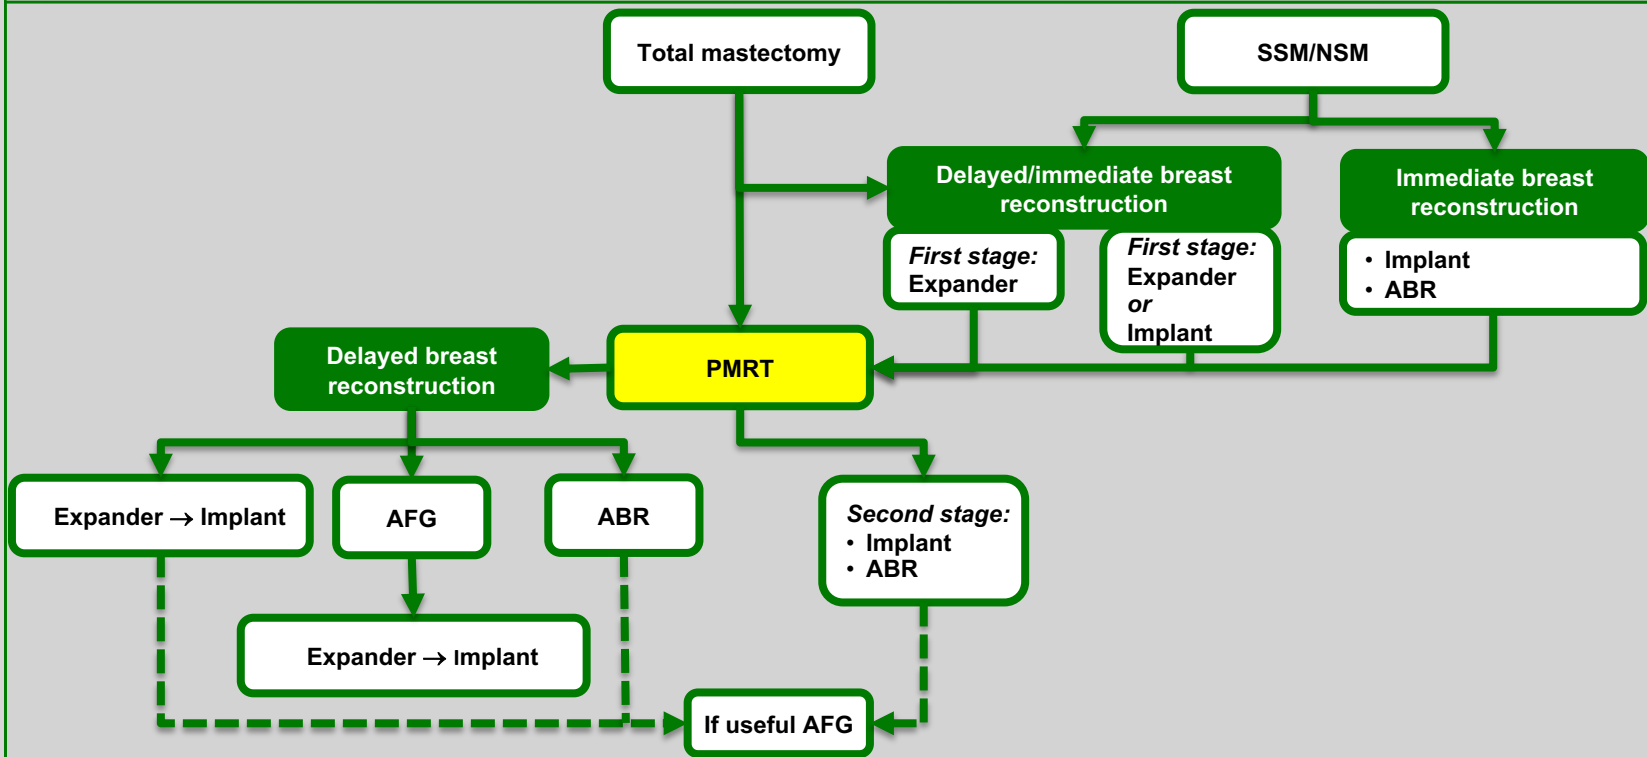 Total mastectomy
SSM/NSM
Delayed/immediate breast
reconstruction
Immediate breast
reconstruction
First stage:
Expander
First stage:
Expander
or
Implant
• Implant
• ABR
Delayed breast
reconstruction
PMRT
Expander → Implant
AFG
ABR
Second stage:
• Implant
• ABR
Expander → Implant
If useful AFG